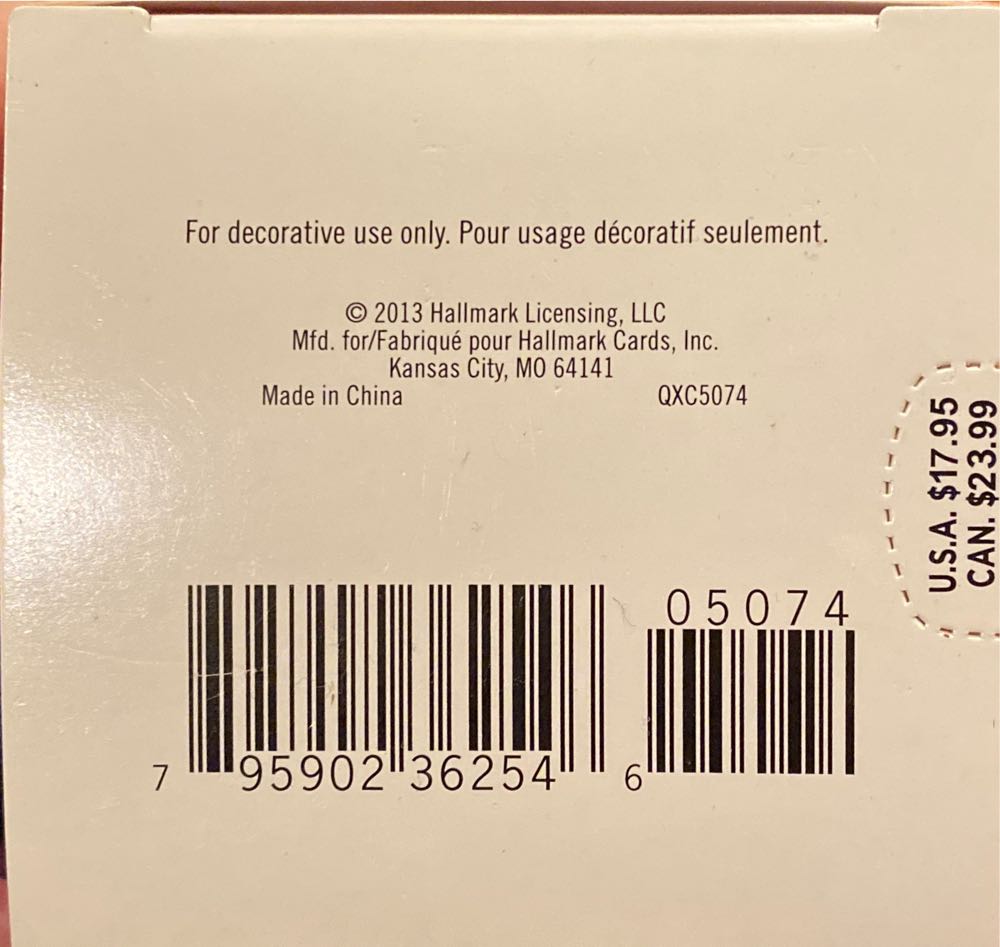 For decorative use only. Pour usage décoratif seulement.
© 2013 Hallmark Licensing, LLC
Mfd. for/Fabriqué pour Hallmark Cards, Inc.
Kansas City, MO 64141
Made in China QXC5074
U.S.A. $17.95
CAN. $23.99
05074
7 95902 36254 6